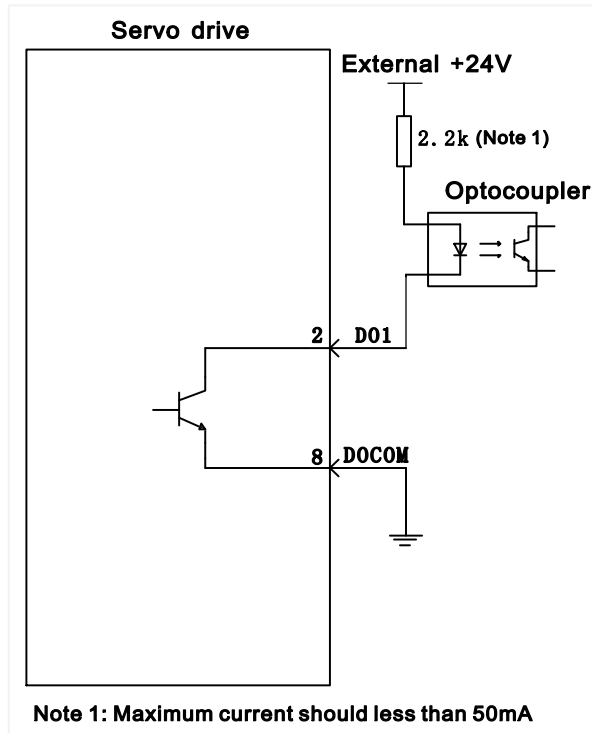 Servo drive
External +24V
2.2k (Note 1)
Optocoupler
2 DO1
8 DOCOM
Note 1: Maximum current should less than 50mA